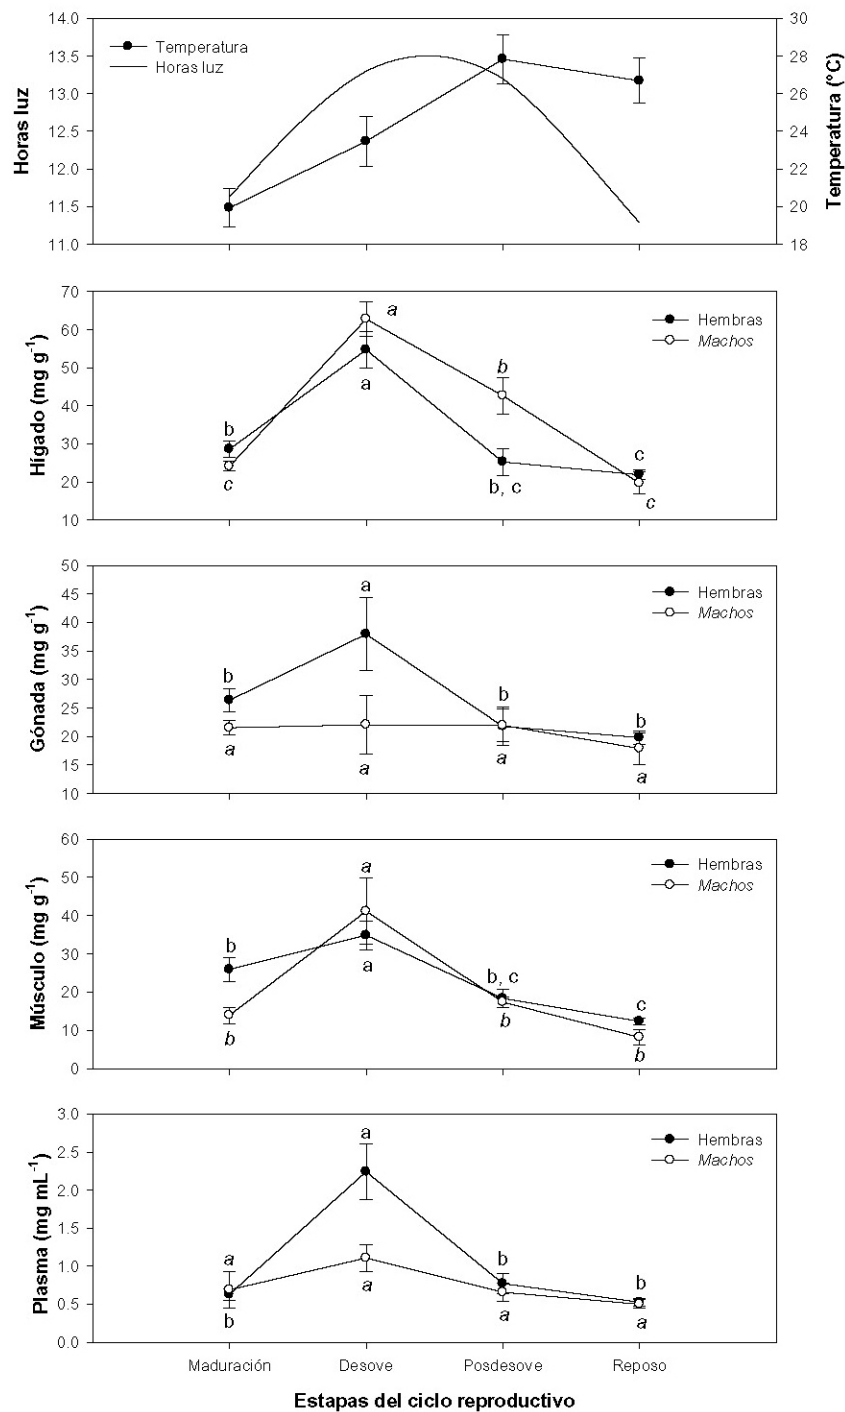 14.0
13.5
13.0
12.5
12.0
11.5
11.0
Horas luz
Temperatura
Horas luz
30
28
26
24
22
20
18
Temperatura (°C)
70
60
50
40
30
20
10
Hígado (mg g-1)
Hembras
Machos
b
c
a
a
b
b, c
c
c
50
45
40
35
30
25
20
15
10
Gónada (mg g-1)
Hembras
Machos
b
a
a
a
b
a
b
a
60
50
40
30
20
10
0
Músculo (mg g-1)
Hembras
Machos
b
b
a
a
b, c
b
c
b
3.0
2.5
2.0
1.5
1.0
0.5
0.0
Plasma (mg mL-1)
Hembras
Machos
a
b
a
a
b
a
b
a
Maduración Desove Posdesove Reposo
Estapas del ciclo reproductivo